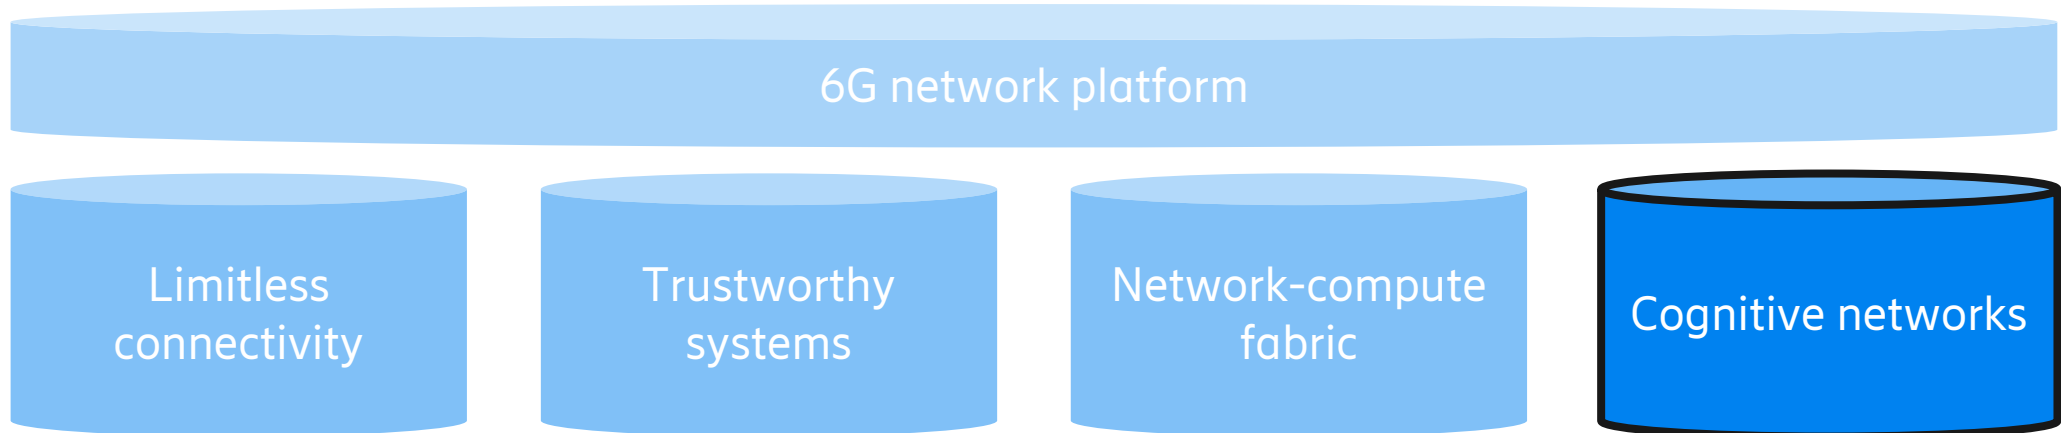 6G network platform
Limitless
connectivity
Trustworthy
systems
Network-compute
fabric
Cognitive networks